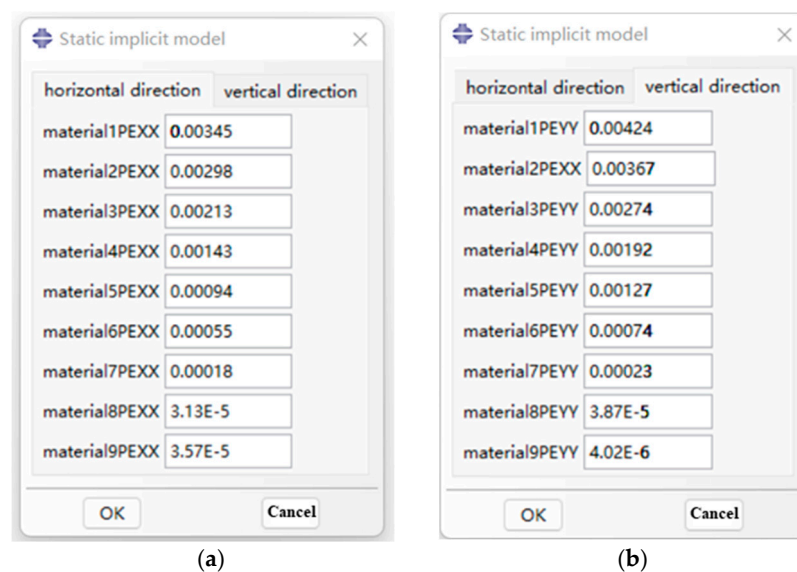 Static implicit model
horizontal direction vertical direction
material1PEXX 0.00345
material2PEXX 0.00298
material3PEXX 0.00213
material4PEXX 0.00143
material5PEXX 0.00094
material6PEXX 0.00055
material7PEXX 0.00018
material8PEXX 3.13E-5
material9PEXX 3.57E-5
OK Cancel
(a)
Static implicit model
horizontal direction vertical direction
material1PEYY 0.00424
material2PEXX 0.00367
material3PEYY 0.00274
material4PEYY 0.00192
material5PEYY 0.00127
material6PEYY 0.00074
material7PEYY 0.00023
material8PEYY 3.87E-5
material9PEYY 4.02E-6
OK Cancel
(b)